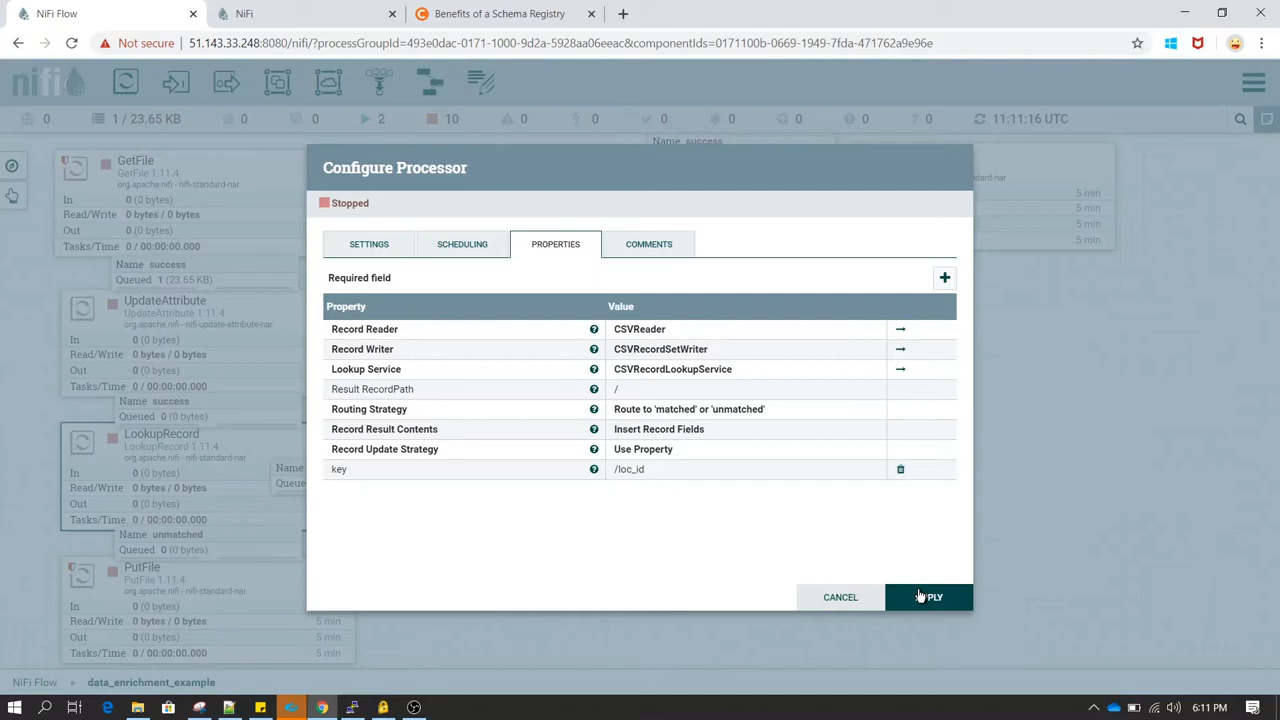 NiFi Flow
NiFi
Benefits of a Schema Registry
Not secure
51.143.33.248:8080/nifi/?processGroupId=493e0dac-0171-1000-9d2a-5928aa06eeac&componentIds=0171100b-0669-1949-7fda-471762a9e96e
nifi
0
1 / 23.65 KB
0
0
2
10
0
0
0
0
0
0
0
11:11:16 UTC
GetFile
GetFile 1.11.4
org.apache.nifi - nifi-standard-nar
In 0 (0 bytes)
Read/Write 0 bytes / 0 bytes
Out 0 (0 bytes)
Tasks/Time 0 / 00:00:00.000
Name success
Queued 1 (23.65 KB)
UpdateAttribute
UpdateAttribute 1.11.4
org.apache.nifi - nifi-update-attribute-nar
In 0 (0 bytes)
Read/Write 0 bytes / 0 bytes
Out 0 (0 bytes)
Tasks/Time 0 / 00:00:00.000
Name success
Queued 0 (0 bytes)
LookupRecord
LookupRecord 1.11.4
org.apache.nifi - nifi-standard-nar
In 0 (0 bytes)
Read/Write 0 bytes / 0 bytes
Out 0 (0 bytes)
Tasks/Time 0 / 00:00:00.000
Name
Queue
Name unmatched
Queued 0 (0 bytes)
PutFile
PutFile 1.11.4
org.apache.nifi - nifi-standard-nar
In 0 (0 bytes)
Read/Write 0 bytes / 0 bytes 5 min
Out 0 (0 bytes) 5 min
Tasks/Time 0 / 00:00:00.000 5 min
Name success
dard-nar
5 min
5 min
5 min
5 min
Configure Processor
Stopped
SETTINGS
SCHEDULING
PROPERTIES
COMMENTS
Required field
Property Value
Record Reader CSVReader
Record Writer CSVRecordSetWriter
Lookup Service CSVRecordLookupService
Result RecordPath /
Routing Strategy Route to 'matched' or 'unmatched'
Record Result Contents Insert Record Fields
Record Update Strategy Use Property
key /loc_id
CANCEL
APPLY
NiFi Flow » data_enrichment_example
6:11 PM